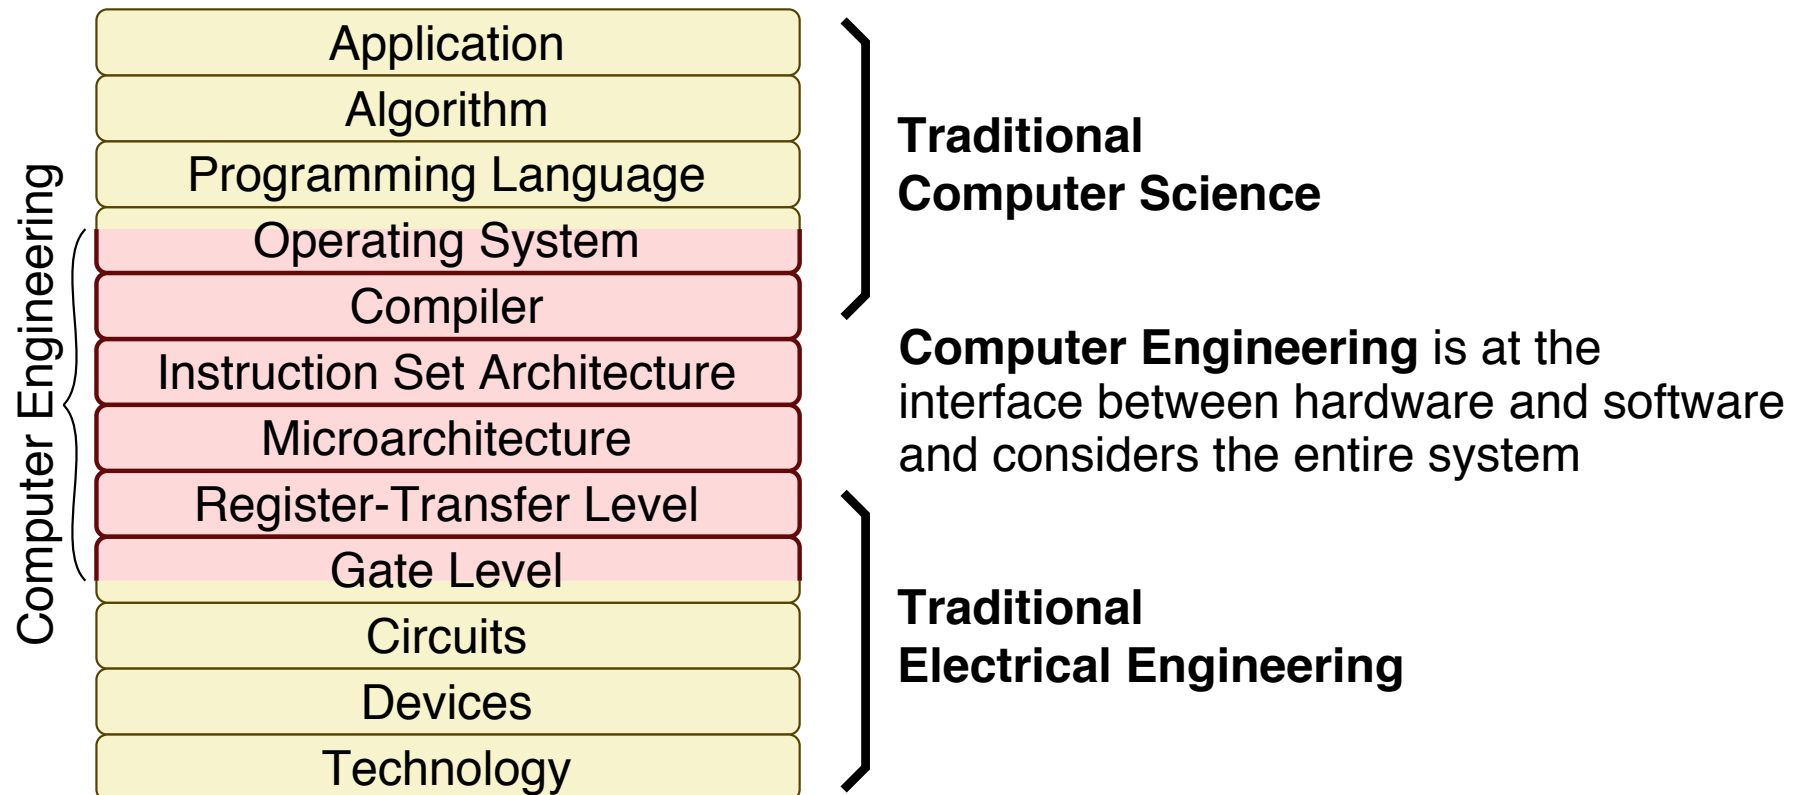 Application
Algorithm
Programming Language
Operating System
Compiler
Instruction Set Architecture
Microarchitecture
Register-Transfer Level
Gate Level
Circuits
Devices
Technology
Computer Engineering
Traditional
Computer Science
Computer Engineering is at the
interface between hardware and software
and considers the entire system
Traditional
Electrical Engineering